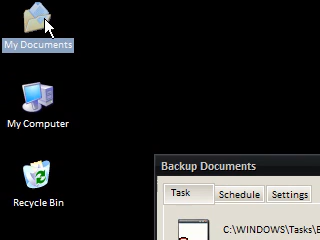 My Documents
My Computer
Recycle Bin
Backup Documents
Task Schedule Settings
C:\WINDOWS\Tasks\